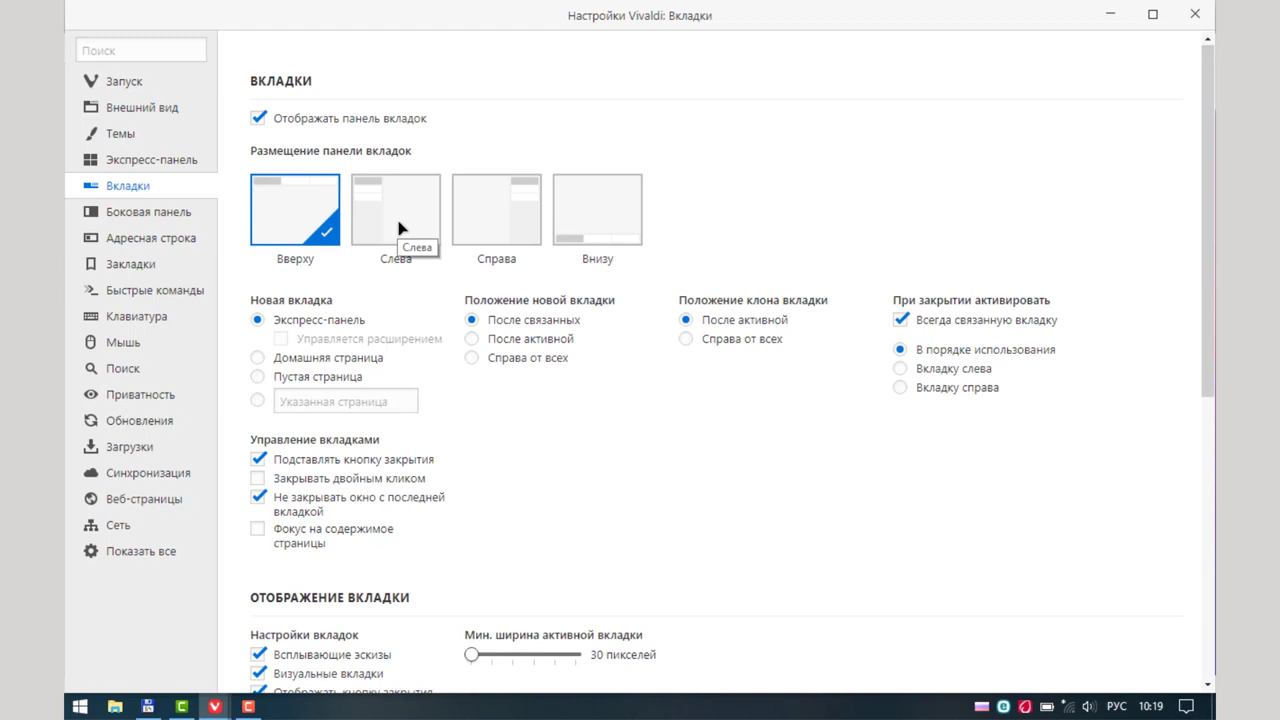 Настройки Vivaldi: Вкладки
Поиск
Запуск
Внешний вид
Темы
Экспресс-панель
Вкладки
Боковая панель
Адресная строка
Закладки
Быстрые команды
Клавиатура
Мышь
Поиск
Приватность
Обновления
Загрузки
Синхронизация
Веб-страницы
Сеть
Показать все
ВКЛАДКИ
Отображать панель вкладок
Размещение панели вкладок
Слева
Вверху
Слева
Справа
Внизу
Новая вкладка
Экспресс-панель
Управляется расширением
Домашняя страница
Пустая страница
Указанная страница
Положение новой вкладки
После связанных
После активной
Справа от всех
Положение клона вкладки
После активной
Справа от всех
При закрытии активировать
Всегда связанную вкладку
В порядке использования
Вкладку слева
Вкладку справа
Управление вкладками
Подставлять кнопку закрытия
Закрывать двойным кликом
Не закрывать окно с последней
вкладкой
Фокус на содержимое
страницы
ОТОБРАЖЕНИЕ ВКЛАДКИ
Настройки вкладок
Всплывающие эскизы
Визуальные вкладки
Отображать кнопку закрытия
Мин. ширина активной вкладки
30 пикселей
РУС
10:19